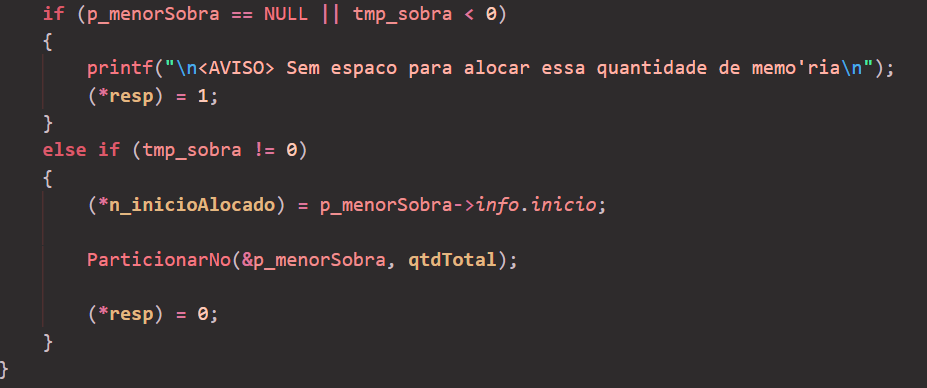 if (p_menorSobra == NULL || tmp_sobra < 0)
{
printf("\n<AVISO> Sem espaco para alocar essa quantidade de memo'ria\n");
(*resp) = 1;
}
else if (tmp_sobra != 0)
{
(*n_inicioAlocado) = p_menorSobra->info.inicio;
ParticionarNo(&p_menorSobra, qtdTotal);
(*resp) = 0;
}
}